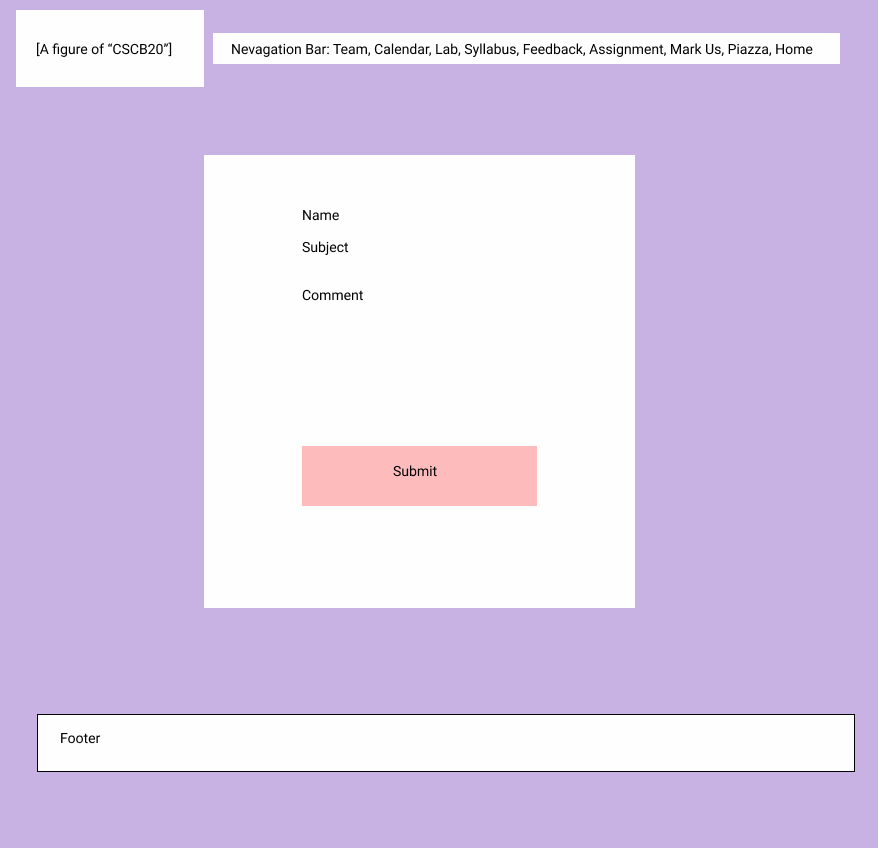 [A figure of “CSCB20”]
Nevagation Bar: Team, Calendar, Lab, Syllabus, Feedback, Assignment, Mark Us, Piazza, Home
Name
Subject
Comment
Submit
Footer